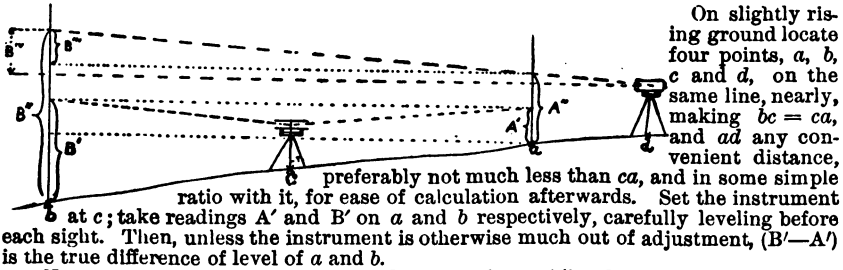 On slightly ris-
ing ground locate
four points, a, b,
c and d, on the
same line, nearly,
making bc = ca,
and ad any con-
venient distance,
preferably not much less than ca, and in some simple
ratio with it, for ease of calculation afterwards. Set the instrument
at c; take readings A′ and B′ on a and b respectively, carefully leveling before
each sight. Then, unless the instrument is otherwise much out of adjustment, (B′—A′)
is the true difference of level of a and b.
B‴
B‴
B″
B′
A″
A′
a
b
c
d